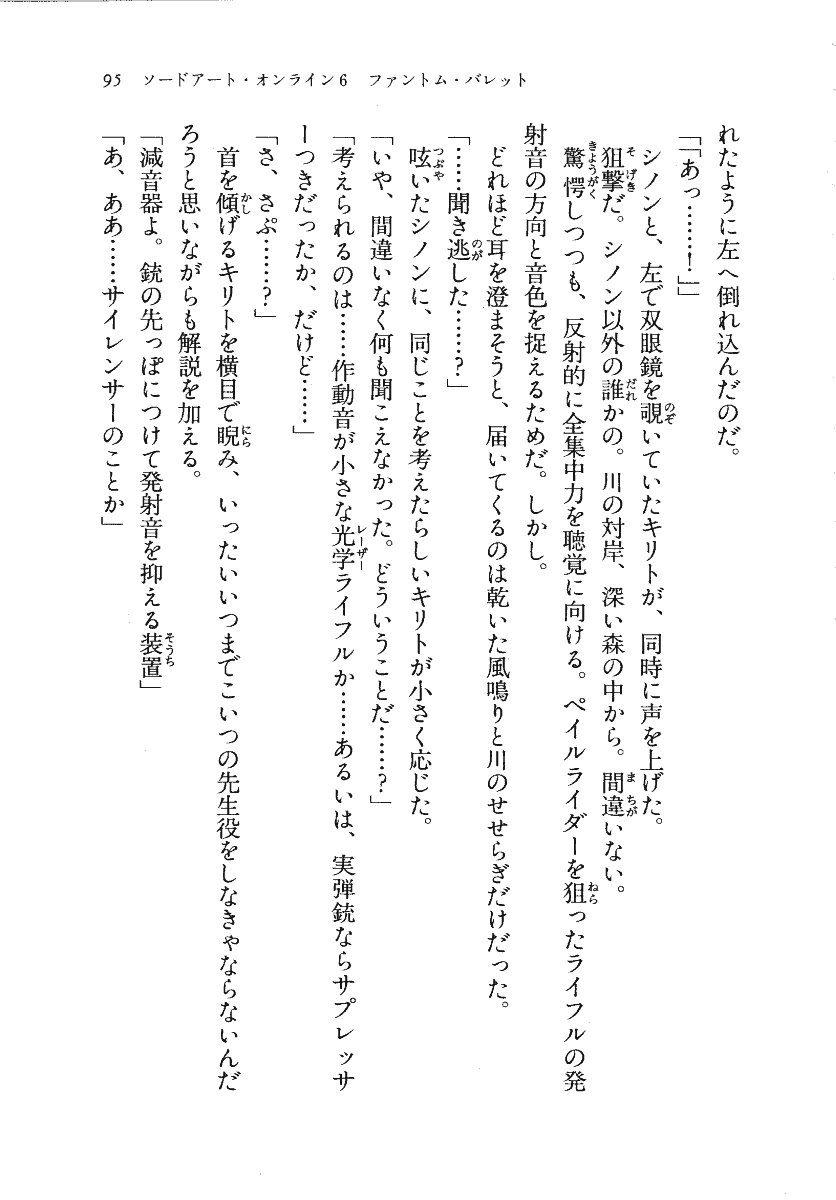 95　ソードアート・オンライン6　ファントム・バレット
れたように左へ倒れ込んだのだ。
「「あっ……！」」
シノンと、左で双眼鏡を覗いていたキリトが、同時に声を上げた。
狙撃だ。シノン以外の誰かの。川の対岸、深い森の中から。間違いない。
驚愕しつつも、反射的に全集中力を聴覚に向ける。ペイルライダーを狙ったライフルの発
射音の方向と音色を捉えるためだ。しかし。
どれほど耳を澄まそうと、届いてくるのは乾いた風鳴りと川のせせらぎだけだった。
「……聞き逃した……？」
呟いたシノンに、同じことを考えたらしいキリトが小さく応じた。
「いや、間違いなく何も聞こえなかった。どういうことだ……？」
「考えられるのは……作動音が小さな光学ライフルか……あるいは、実弾銃ならサプレッサ
ーつきだったか、だけど……」
「さ、さぷ……？」
首を傾げるキリトを横目で睨み、いったいいつまでこいつの先生役をしなきゃならないんだ
ろうと思いながらも解説を加える。
「減音器よ。銃の先っぽにつけて発射音を抑える装置」
「あ、ああ……サイレンサーのことか」